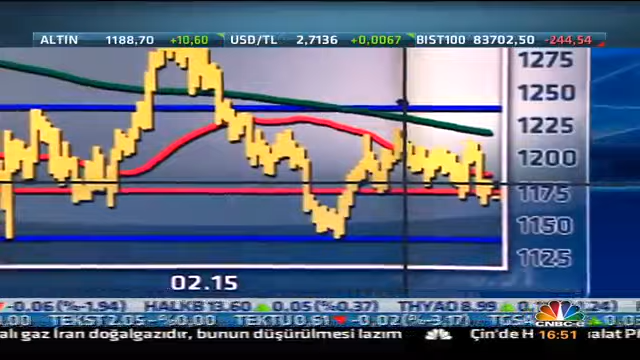 ALTIN 1188,70 +10,60 USD/TL 2,7136 +0,0067 BIST100 83702,50 -244,54
1275
1250
1225
1200
1175
1150
1125
02.15
-0.06 (%-1.94) HALKB 13.60 0.05 (%0.37) THYAO 8.99
TEKST 2.05 %0.00 TEKTU 0.61 -0.02 (%-3.17)
CNBC-e
gaz İran doğalgazıdır, bunun düşürülmesi lazım Çin'de 16:51